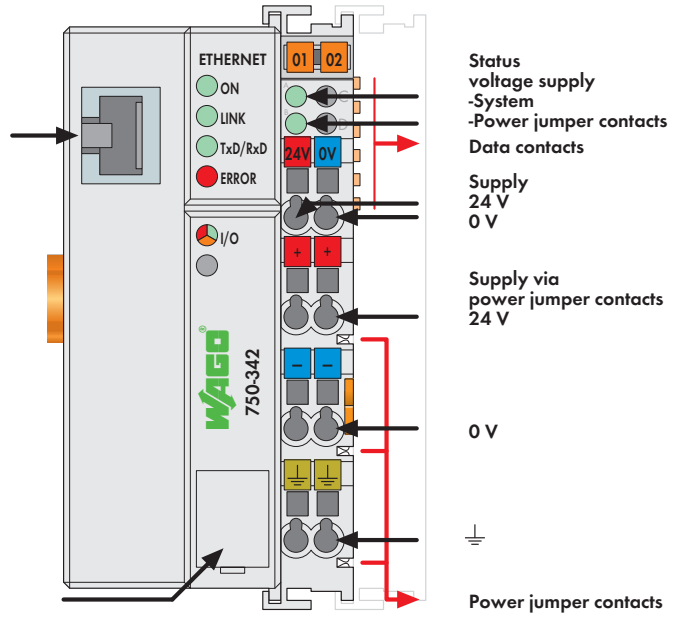 ETHERNET
ON
LINK
TxD/RxD
ERROR
I/O
WAGO
®
750-342
01 02
A
C
B
D
24V 0V
+ +
– –
Status
voltage supply
-System
-Power jumper contacts
Data contacts
Supply
24 V
0 V
Supply via
power jumper contacts
24 V
0 V
Power jumper contacts